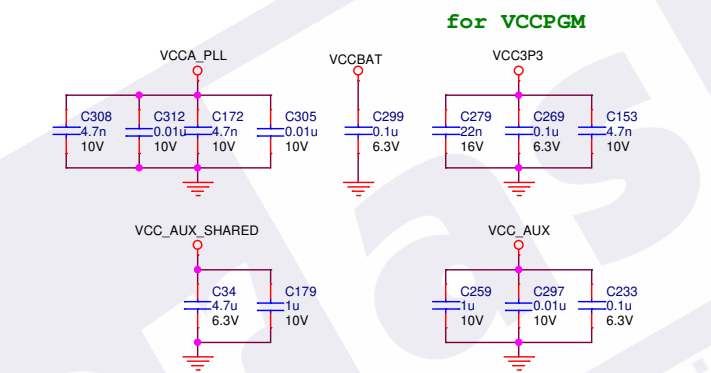 for VCCPGM
VCCA_PLL
VCCBAT
VCC3P3
C308
4.7n
10V
C312
0.01u
10V
C172
4.7n
10V
C305
0.01u
10V
C299
0.1u
6.3V
C279
22n
16V
C269
0.1u
6.3V
C153
4.7n
10V
VCC_AUX_SHARED
VCC_AUX
C34
4.7u
6.3V
C179
1u
10V
C259
1u
10V
C297
0.01u
10V
C233
0.1u
6.3V